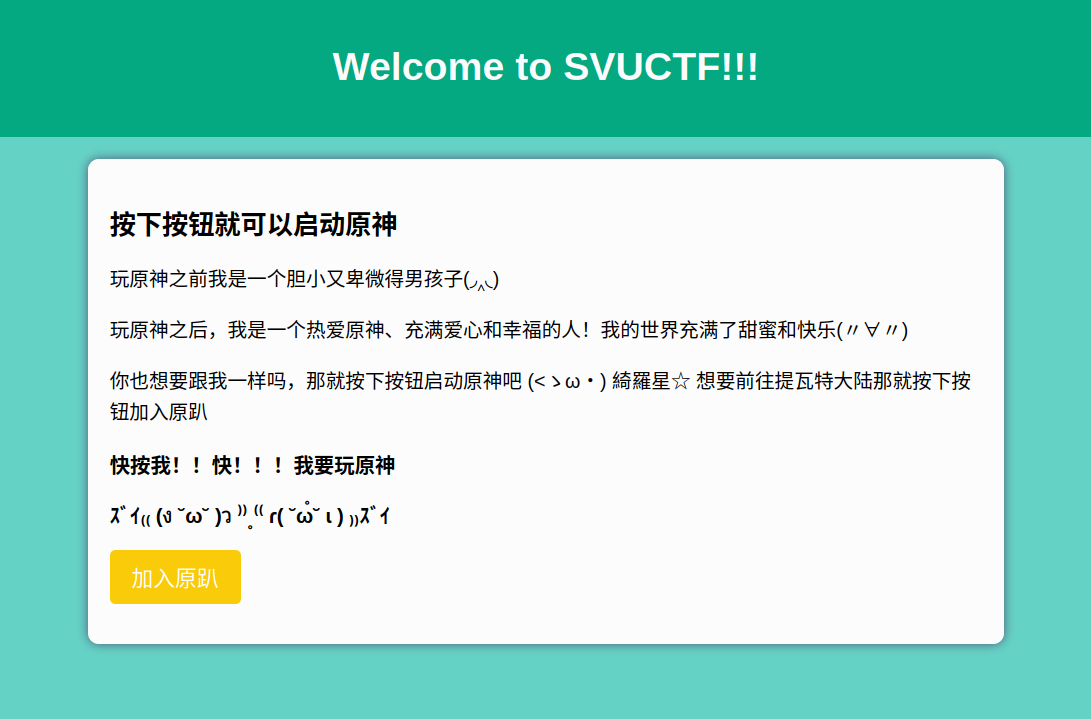 Welcome to SVUCTF!!!
按下按钮就可以启动原神
玩原神之前我是一个胆小又卑微得男孩子(◞‸◟)
玩原神之后，我是一个热爱原神、充满爱心和幸福的人！我的世界充满了甜蜜和快乐(〃∀〃)
你也想要跟我一样吗，那就按下按钮启动原神吧 (<ゝω・) 綺羅星☆ 想要前往提瓦特大陆那就按下按
钮加入原趴
快按我！！快！！！我要玩原神
ｽﾞｲ₍₍ (ง ˘ω˘ )ว ⁾⁾ ̥ ⁽⁽ ɾ( ˘ω̊˘ ɩ ) ₎₎ｽﾞｲ
加入原趴